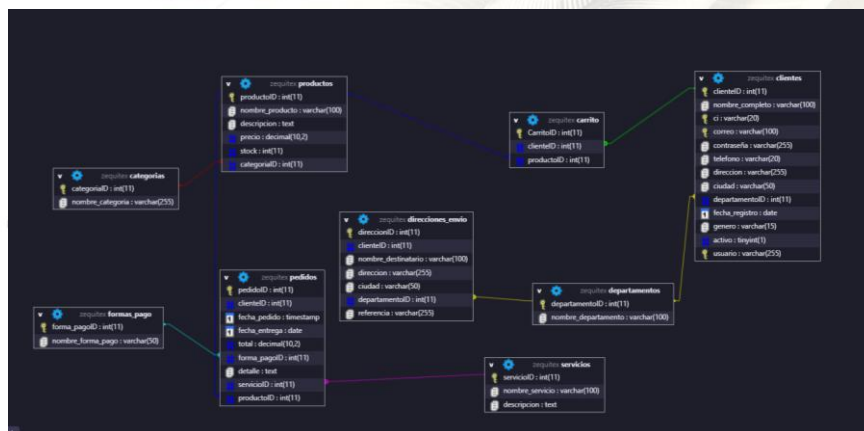 zequitex productos
productoID : int(11)
nombre_producto : varchar(100)
descripcion : text
precio : decimal(10,2)
stock : int(11)
categoriaID : int(11)
zequitex categorias
categoriaID : int(11)
nombre_categoria : varchar(255)
zequitex carrito
CarritoID : int(11)
clienteID : int(11)
productoID : int(11)
zequitex clientes
clienteID : int(11)
nombre_completo : varchar(100)
ci : varchar(20)
correo : varchar(100)
contraseña : varchar(255)
telefono : varchar(20)
direccion : varchar(255)
ciudad : varchar(50)
departamentoID : int(11)
fecha_registro : date
genero : varchar(15)
activo : tinyint(1)
usuario : varchar(255)
zequitex direcciones_envio
direccionID : int(11)
clienteID : int(11)
nombre_destinatario : varchar(100)
direccion : varchar(255)
ciudad : varchar(50)
departamentoID : int(11)
referencia : varchar(255)
zequitex pedidos
pedidoID : int(11)
clienteID : int(11)
fecha_pedido : timestamp
fecha_entrega : date
total : decimal(10,2)
forma_pagoID : int(11)
detalle : text
servicioID : int(11)
productoID : int(11)
zequitex departamentos
departamentoID : int(11)
nombre_departamento : varchar(100)
zequitex formas_pago
forma_pagoID : int(11)
nombre_forma_pago : varchar(50)
zequitex servicios
servicioID : int(11)
nombre_servicio : varchar(100)
descripcion : text